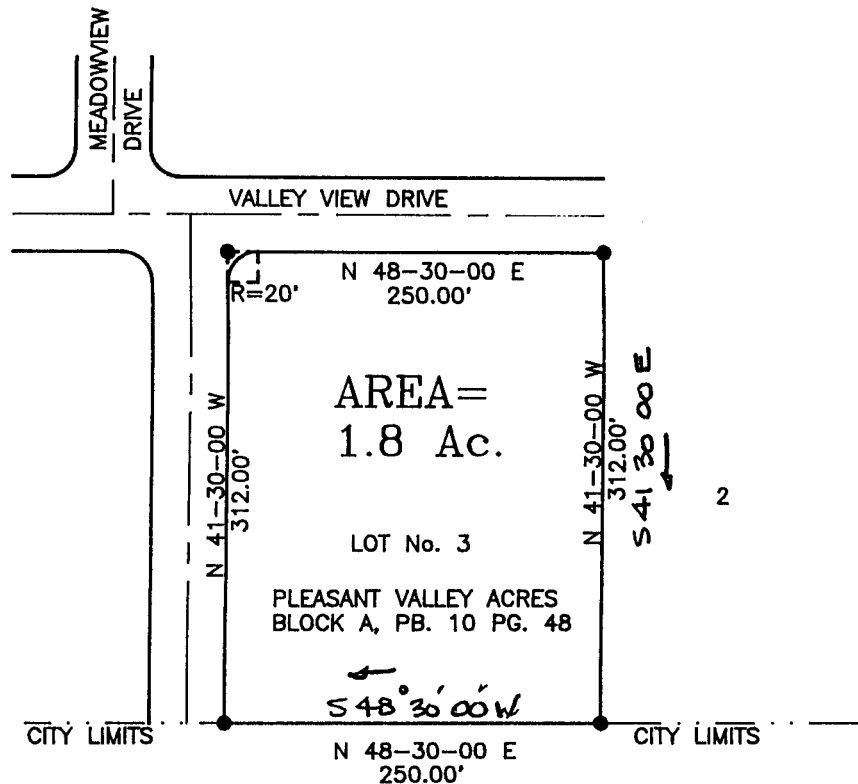 MEADOWVIEW
DRIVE
VALLEY VIEW DRIVE
N 48-30-00 E
250.00'
R=20'
AREA=
1.8 Ac.
N 41-30-00 W
312.00'
N 41-30-00 W
312.00'
S 41 30 00 E
2
LOT No. 3
PLEASANT VALLEY ACRES
BLOCK A, PB. 10 PG. 48
S 48° 30' 00" W
CITY LIMITS
CITY LIMITS
N 48-30-00 E
250.00'